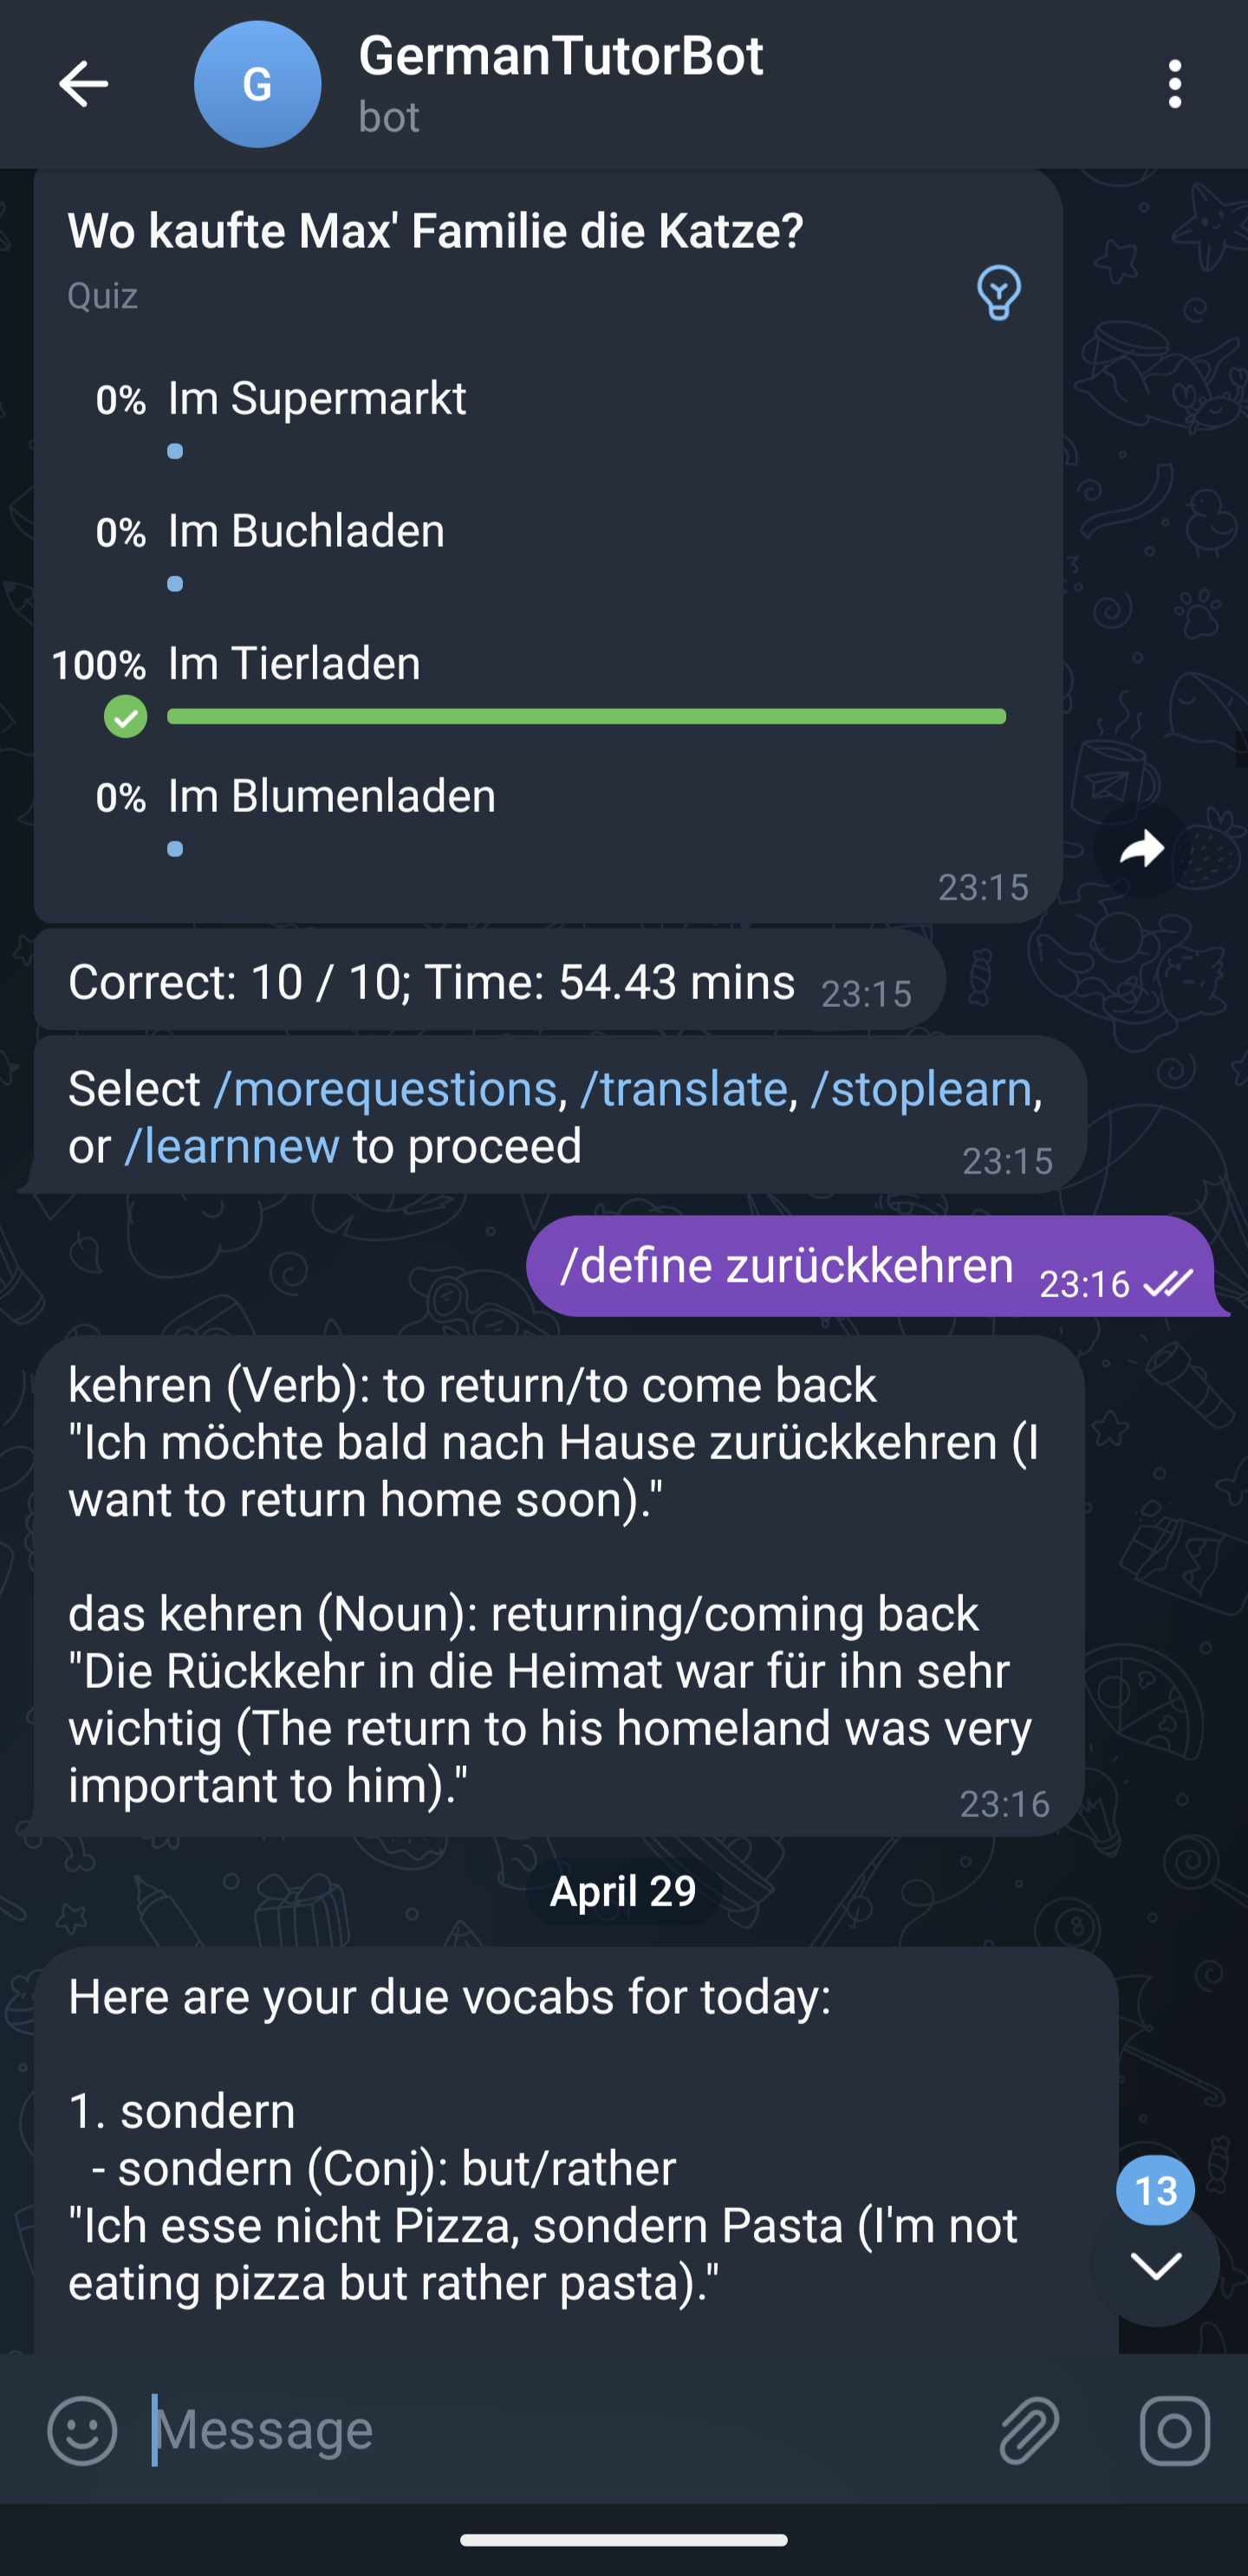 GermanTutorBot
G
bot
Wo kaufte Max' Familie die Katze?
Quiz
0% Im Supermarkt
0% Im Buchladen
100% Im Tierladen
0% Im Blumenladen
23:15
Correct: 10 / 10; Time: 54.43 mins 23:15
Select /morequestions, /translate, /stoplearn,
or /learnnew to proceed
23:15
/define zurückkehren 23:16
kehren (Verb): to return/to come back
"Ich möchte bald nach Hause zurückkehren (I
want to return home soon)."
das kehren (Noun): returning/coming back
"Die Rückkehr in die Heimat war für ihn sehr
wichtig (The return to his homeland was very
important to him)."
23:16
April 29
Here are your due vocabs for today:
1. sondern
- sondern (Conj): but/rather
"Ich esse nicht Pizza, sondern Pasta (I'm not
eating pizza but rather pasta)."
13
Message